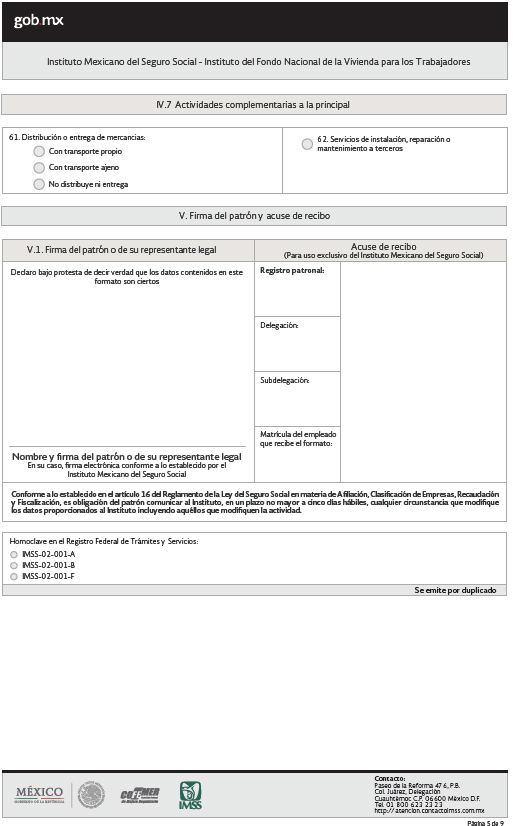 gob.mx
Instituto Mexicano del Seguro Social - Instituto del Fondo Nacional de la Vivienda para los Trabajadores
IV.7 Actividades complementarias a la principal
61. Distribución o entrega de mercancias:
Con transporte propio
Con transporte ajeno
No distribuye ni entrega
62. Servicios de instalación, reparación o
mantenimiento a terceros
V. Firma del patrón y acuse de recibo
V.1. Firma del patrón o de su representante legal
Acuse de recibo
(Para uso exclusivo del Instituto Mexicano del Seguro Social)
Declaro bajo protesta de decir verdad que los datos contenidos en este
formato son ciertos
Registro patronal:
Delegación:
Subdelegación:
Matrícula del empleado
que recibe el formato:
Nombre y firma del patrón o de su representante legal
En su caso, firma electrónica conforme a lo establecido por el
Instituto Mexicano del Seguro Social
Conforme a lo establecido en el artículo 16 del Reglamento de la Ley del Seguro Social en materia de Afiliación, Clasificación de Empresas, Recaudación
y Fiscalización, es obligación del patrón comunicar al Instituto, en un plazo no mayor a cinco días hábiles, cualquier circunstancia que modifique
los datos proporcionados al Instituto incluyendo aquéllos que modifiquen la actividad.
Homoclave en el Registro Federal de Trámites y Servicios:
IMSS-02-001-A
IMSS-02-001-B
IMSS-02-001-F
Se emite por duplicado
MÉXICO
GOBIERNO DE LA REPÚBLICA
COFEMER
IMSS
Contacto:
Paseo de la Reforma 476, P.B.
Col. Juárez, Delegación
Cuauhtémoc C.P. 06600 México D.F.
Tel. 01 800 623 23 23
http://atencion.contactoimss.com.mx
Página 5 de 9